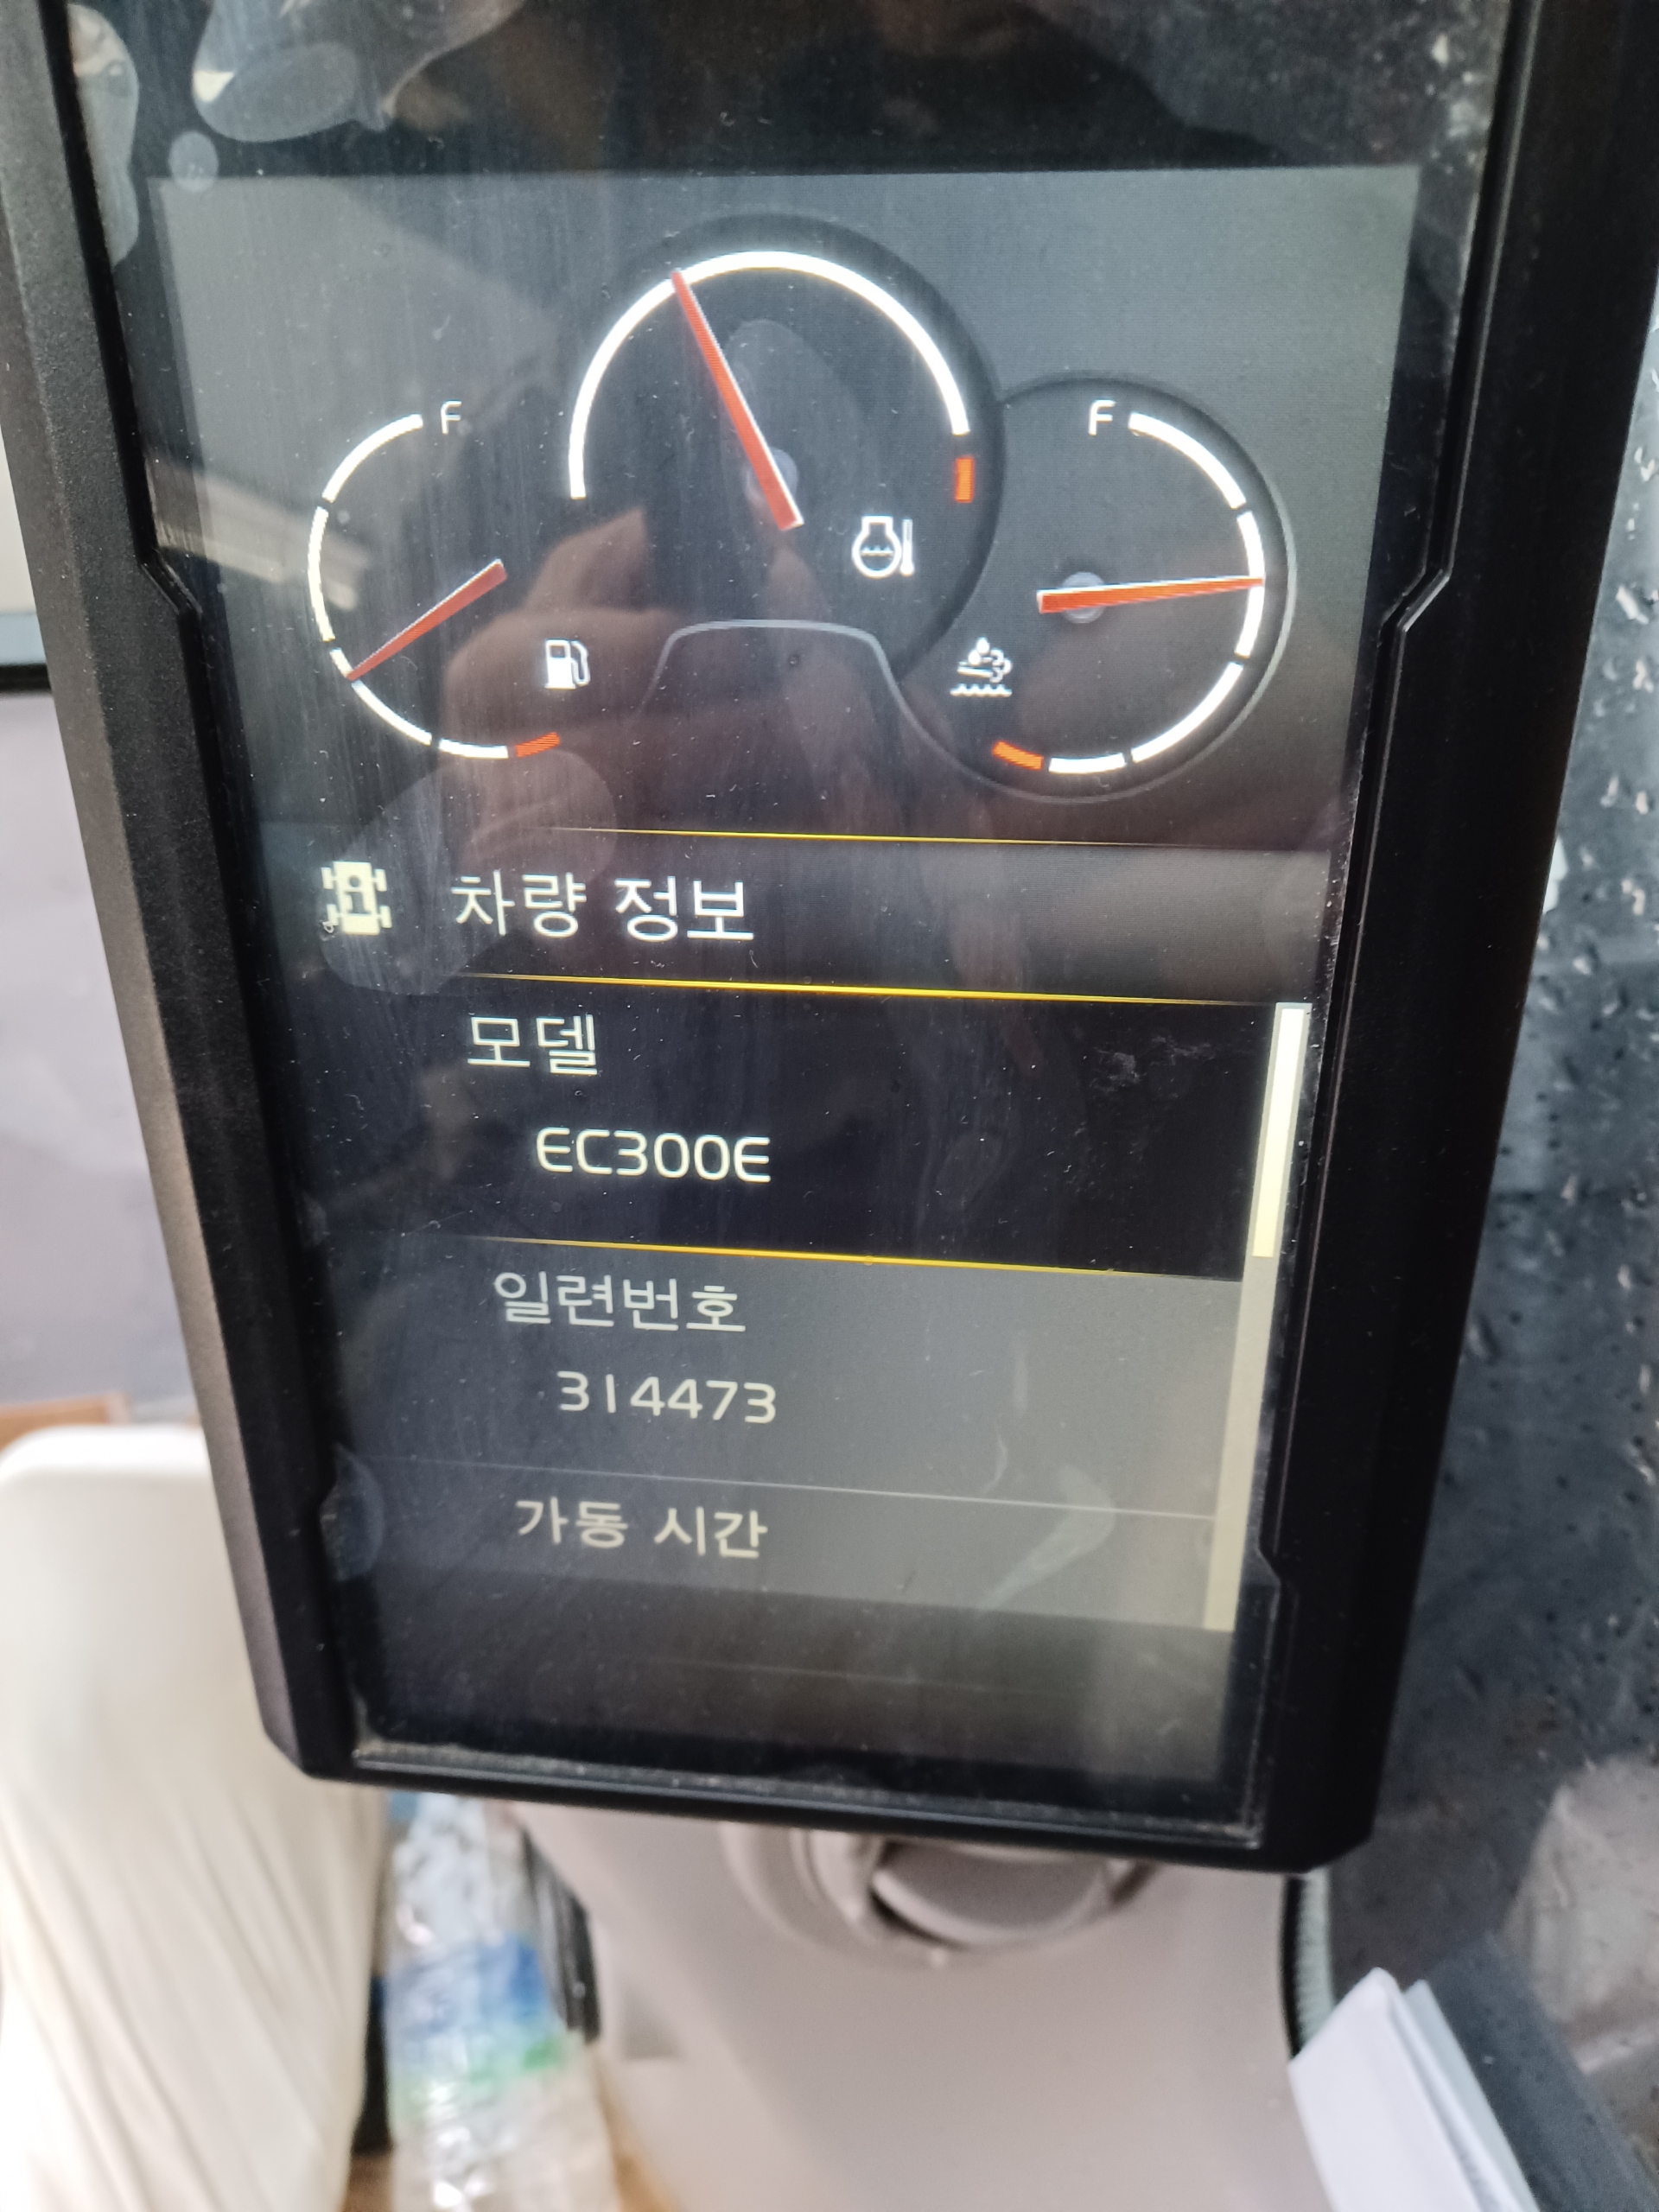 F
F
차량 정보
모델
EC300E
일련번호
314473
가동 시간